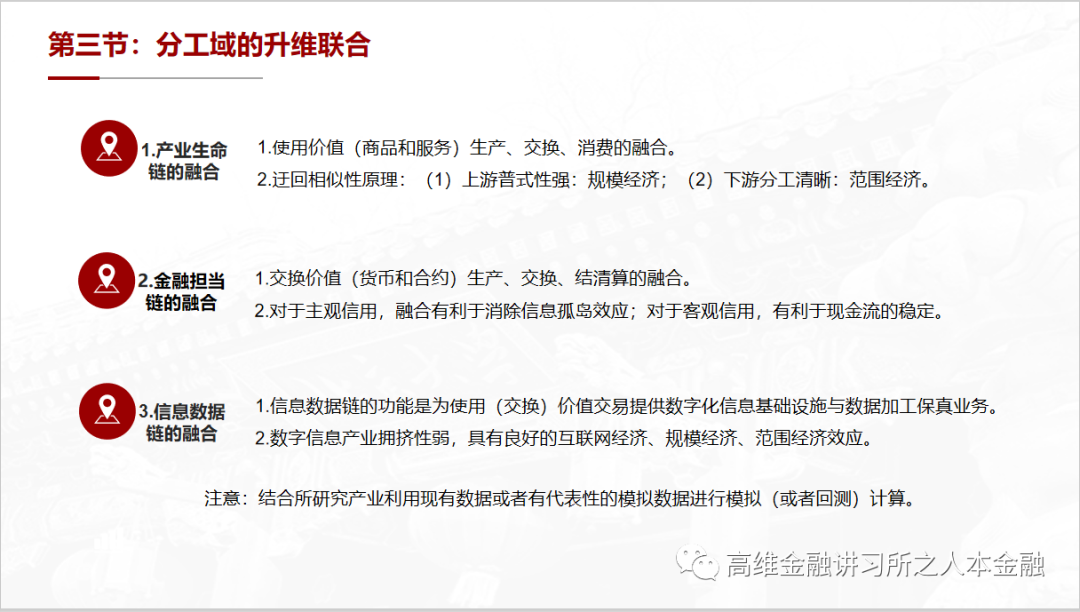 第三节：分工域的升维联合
1.产业生命
链的融合
1.使用价值（商品和服务）生产、交换、消费的融合。
2.迂回相似性原理：（1）上游普式性强：规模经济；（2）下游分工清晰：范围经济。
2.金融担当
链的融合
1.交换价值（货币和合约）生产、交换、结清算的融合。
2.对于主观信用，融合有利于消除信息孤岛效应；对于客观信用，有利于现金流的稳定。
3.信息数据
链的融合
1.信息数据链的功能是为使用（交换）价值交易提供数字化信息基础设施与数据加工保真业务。
2.数字信息产业拥挤性弱，具有良好的互联网经济、规模经济、范围经济效应。
注意：结合所研究产业利用现有数据或者有代表性的模拟数据进行模拟（或者回测）计算。
高维金融讲习所之人本金融